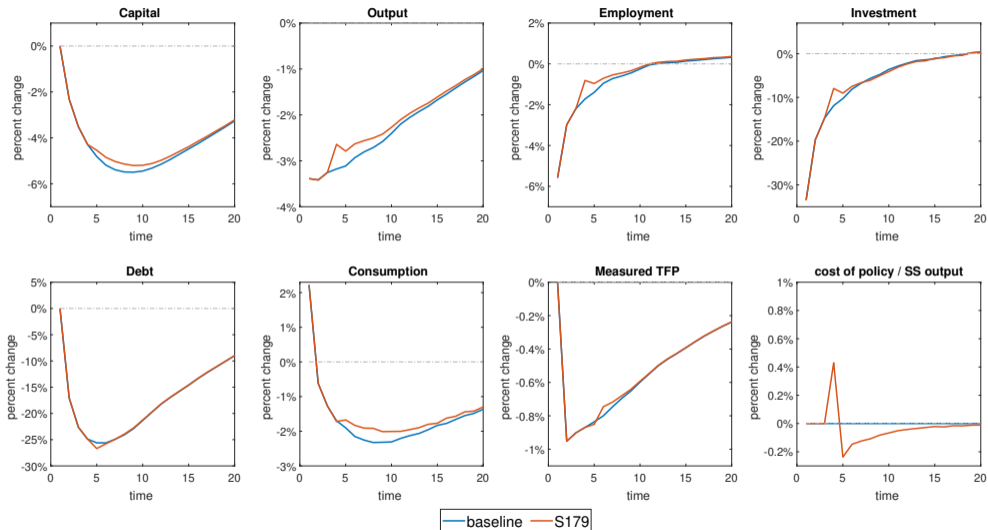 Capital
Output
Employment
Investment
percent change
0%
-2%
-4%
-6%
0 5 10 15 20
time
percent change
0%
-1%
-2%
-3%
-4%
0 5 10 15 20
time
percent change
2%
0%
-2%
-4%
-6%
0 5 10 15 20
time
percent change
0%
-10%
-20%
-30%
0 5 10 15 20
time
Debt
Consumption
Measured TFP
cost of policy / SS output
percent change
5%
0%
-5%
-10%
-15%
-20%
-25%
-30%
0 5 10 15 20
time
percent change
2%
1%
0%
-1%
-2%
-3%
0 5 10 15 20
time
percent change
0%
-0.2%
-0.4%
-0.6%
-0.8%
-1%
0 5 10 15 20
time
percent change
1%
0.8%
0.6%
0.4%
0.2%
0%
-0.2%
0 5 10 15 20
time
baseline S179